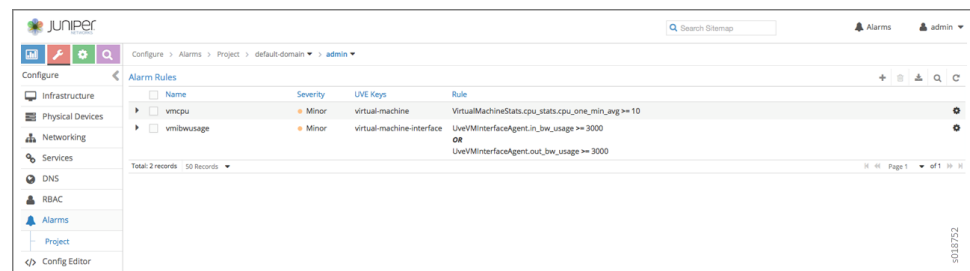 JUNIPER
NETWORKS
Search Sitemap
Alarms
admin
Configure > Alarms > Project > default-domain > admin
Configure
Alarm Rules
Name Severity UVE Keys Rule
vmcpu Minor virtual-machine VirtualMachineStats.cpu_stats.cpu_one_min_avg >= 10
vmibwusage Minor virtual-machine-interface UveVMInterfaceAgent.in_bw_usage >= 3000
OR
UveVMInterfaceAgent.out_bw_usage >= 3000
Total: 2 records 50 Records Page 1 of 1
Infrastructure
Physical Devices
Networking
Services
DNS
RBAC
Alarms
Project
Config Editor
s018752